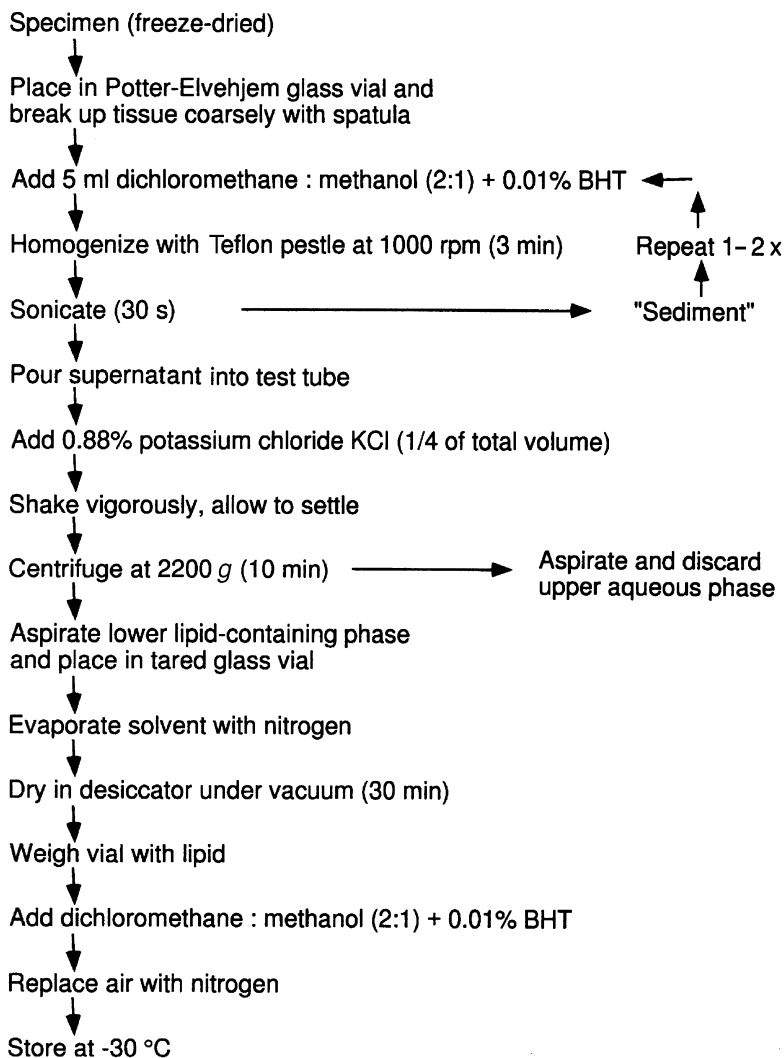 Specimen (freeze-dried)
Place in Potter-Elvehjem glass vial and
break up tissue coarsely with spatula
Add 5 ml dichloromethane : methanol (2:1) + 0.01% BHT
Homogenize with Teflon pestle at 1000 rpm (3 min)
Repeat 1–2 x
Sonicate (30 s)
"Sediment"
Pour supernatant into test tube
Add 0.88% potassium chloride KCl (1/4 of total volume)
Shake vigorously, allow to settle
Centrifuge at 2200 g (10 min)
Aspirate and discard
upper aqueous phase
Aspirate lower lipid-containing phase
and place in tared glass vial
Evaporate solvent with nitrogen
Dry in desiccator under vacuum (30 min)
Weigh vial with lipid
Add dichloromethane : methanol (2:1) + 0.01% BHT
Replace air with nitrogen
Store at -30 °C